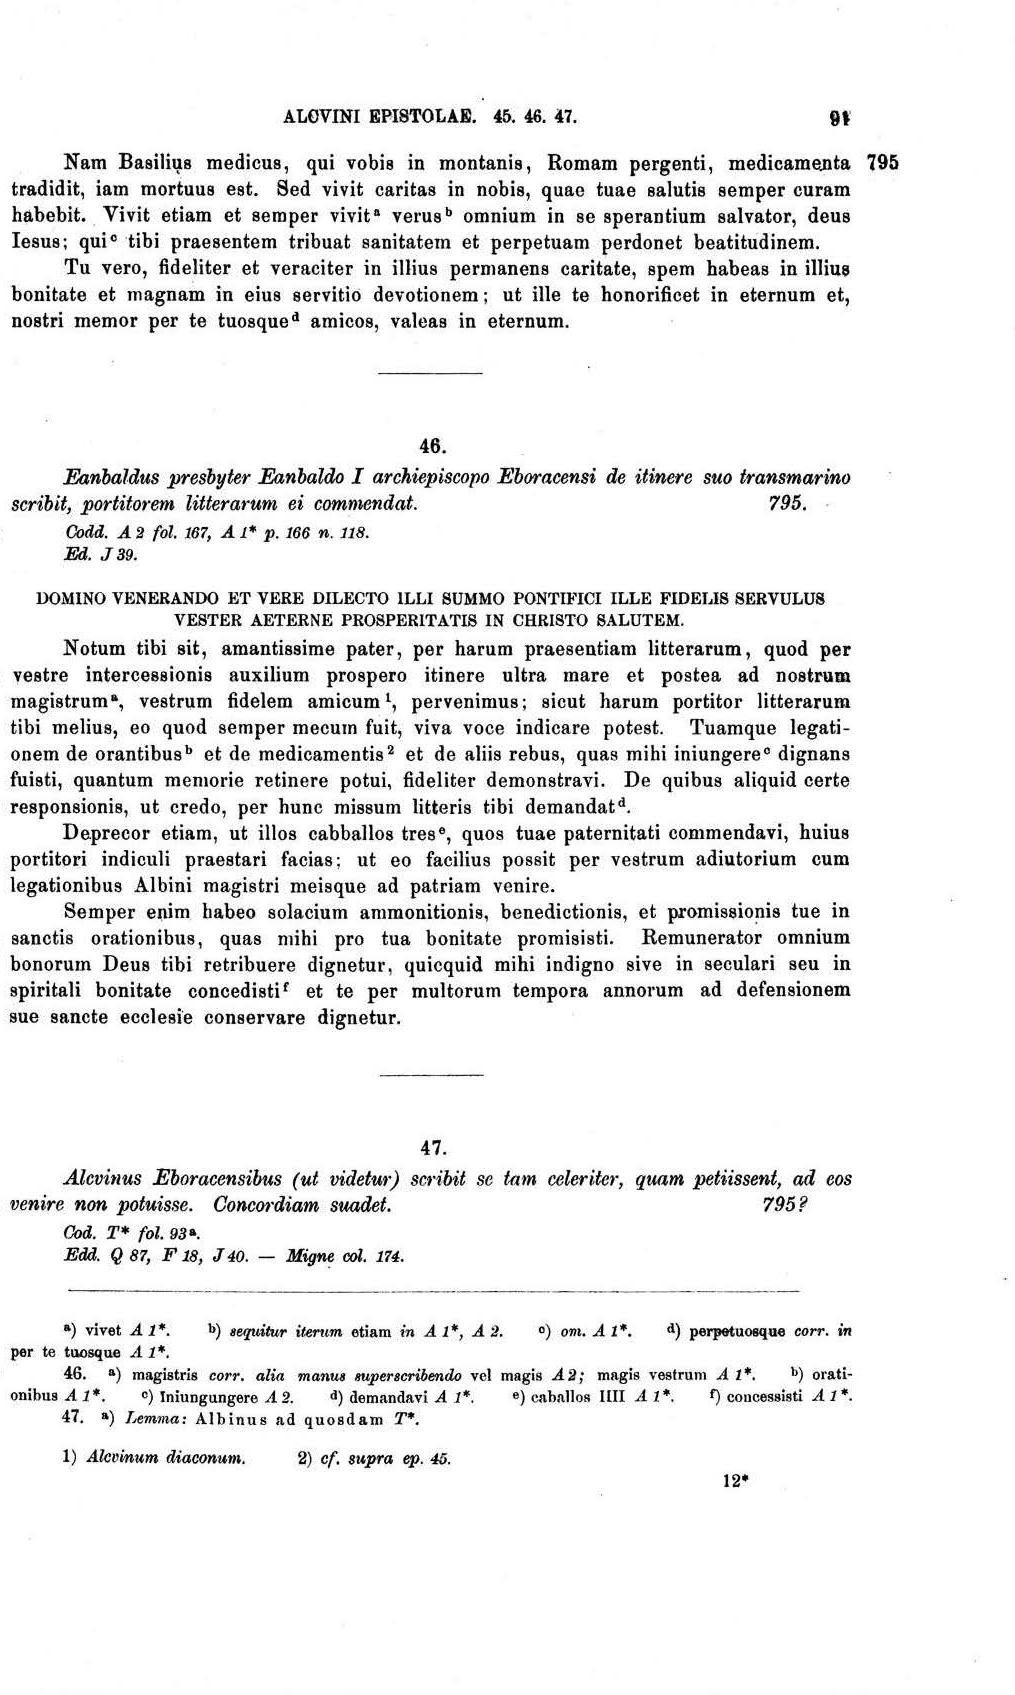 ALCVINI EPISTOLAE. 45. 46. 47. 91
Nam Basilius medicus, qui vobis in montanis, Romam pergenti, medicamenta 795
tradidit, iam mortuus est. Sed vivit caritas in nobis, quae tuae salutis semper curam
habebit. Vivit etiam et semper vivitᵃ verusᵇ omnium in se sperantium salvator, deus
Iesus; quiᶜ tibi praesentem tribuat sanitatem et perpetuam perdonet beatitudinem.
Tu vero, fideliter et veraciter in illius permanens caritate, spem habeas in illius
bonitate et magnam in eius servitio devotionem; ut ille te honorificet in eternum et,
nostri memor per te tuosqueᵈ amicos, valeas in eternum.
46.
Eanbaldus presbyter Eanbaldo I archiepiscopo Eboracensi de itinere suo transmarino
scribit, portitorem litterarum ei commendat. 795.
Codd. A 2 fol. 167, A 1* p. 166 n. 118.
Ed. J 39.
DOMINO VENERANDO ET VERE DILECTO ILLI SUMMO PONTIFICI ILLE FIDELIS SERVULUS
VESTER AETERNE PROSPERITATIS IN CHRISTO SALUTEM.
Notum tibi sit, amantissime pater, per harum praesentiam litterarum, quod per
vestre intercessionis auxilium prospero itinere ultra mare et postea ad nostrum
magistrumᵃ, vestrum fidelem amicum¹, pervenimus; sicut harum portitor litterarum
tibi melius, eo quod semper mecum fuit, viva voce indicare potest. Tuamque legati-
onem de orantibusᵇ et de medicamentis² et de aliis rebus, quas mihi iniungereᶜ dignans
fuisti, quantum memorie retinere potui, fideliter demonstravi. De quibus aliquid certe
responsionis, ut credo, per hunc missum litteris tibi demandatᵈ.
Deprecor etiam, ut illos cabballos tresᵉ, quos tuae paternitati commendavi, huius
portitori indiculi praestari facias; ut eo facilius possit per vestrum adiutorium cum
legationibus Albini magistri meisque ad patriam venire.
Semper enim habeo solacium ammonitionis, benedictionis, et promissionis tue in
sanctis orationibus, quas mihi pro tua bonitate promisisti. Remunerator omnium
bonorum Deus tibi retribuere dignetur, quicquid mihi indigno sive in seculari seu in
spiritali bonitate concedistiᶠ et te per multorum tempora annorum ad defensionem
sue sancte ecclesie conservare dignetur.
47.
Alcvinus Eboracensibus (ut videtur) scribit se tam celeriter, quam petiissent, ad eos
venire non potuisse. Concordiam suadet. 795?
Cod. T* fol. 93ᵃ.
Edd. Q 87, F 18, J 40. — Migne col. 174.
ᵃ) vivet A 1*. ᵇ) sequitur iterum etiam in A 1*, A 2. ᶜ) om. A 1*. ᵈ) perpetuosque corr. in
per te tuosque A 1*.
46. ᵃ) magistris corr. alia manus superscribendo vel magis A 2; magis vestrum A 1*. ᵇ) orati-
onibus A 1*. ᶜ) Iniungungere A 2. ᵈ) demandavi A 1*. ᵉ) caballos IIII A 1*. ᶠ) concessisti A 1*.
47. ᵃ) Lemma: Albinus ad quosdam T*.
1) Alcvinum diaconum. 2) cf. supra ep. 45.
12*